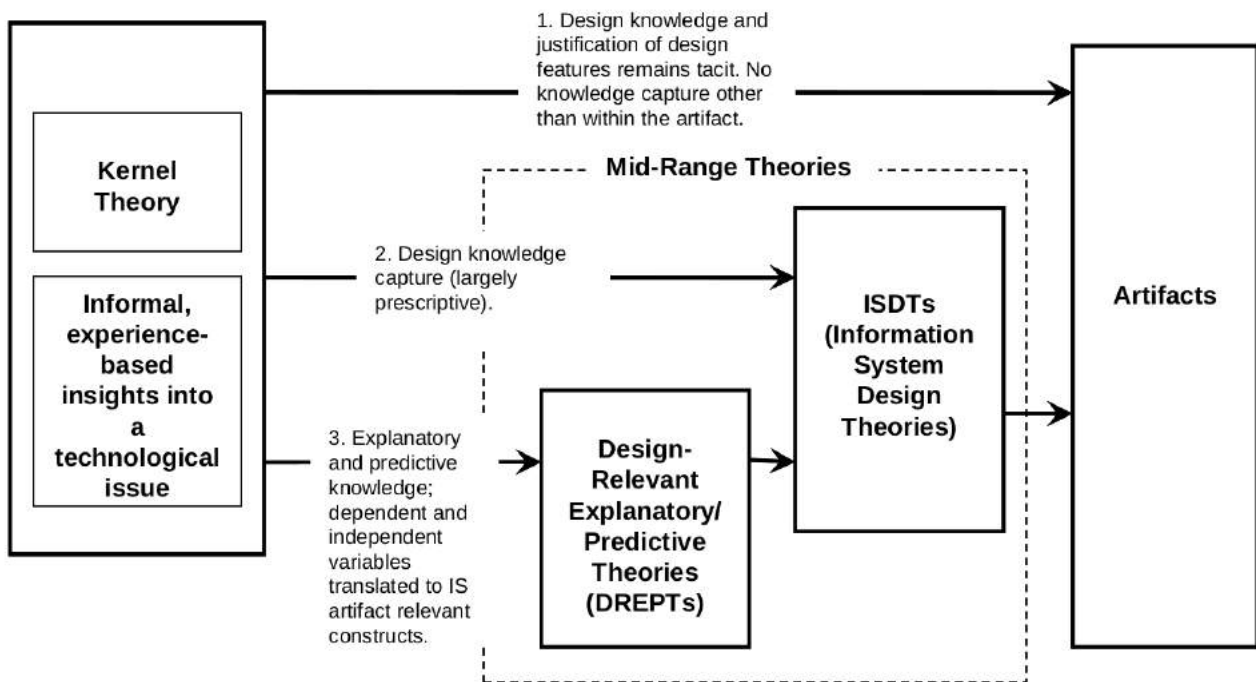 1. Design knowledge and
justification of design
features remains tacit. No
knowledge capture other
than within the artifact.
Kernel
Theory
Mid-Range Theories
2. Design knowledge
capture (largely
prescriptive).
Informal,
experience-
based
insights into
a
technological
issue
ISDTs
(Information
System
Design
Theories)
Artifacts
3. Explanatory
and predictive
knowledge;
dependent and
independent
variables
translated to IS
artifact relevant
constructs.
Design-
Relevant
Explanatory/
Predictive
Theories
(DREPTs)